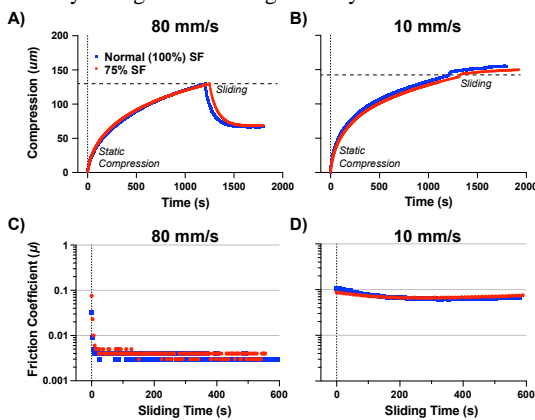 A)
80 mm/s
Normal (100%) SF
75% SF
Sliding
Static
Compression
Compression (um)
200
150
100
50
0
0 500 1000 1500 2000
Time (s)
B)
10 mm/s
Sliding
Static
Compression
0 500 1000 1500 2000
Time (s)
C)
80 mm/s
Friction Coefficient (μ)
1
0.1
0.01
0.001
0 200 400 600
Sliding Time (s)
D)
10 mm/s
0 200 400 600
Sliding Time (s)